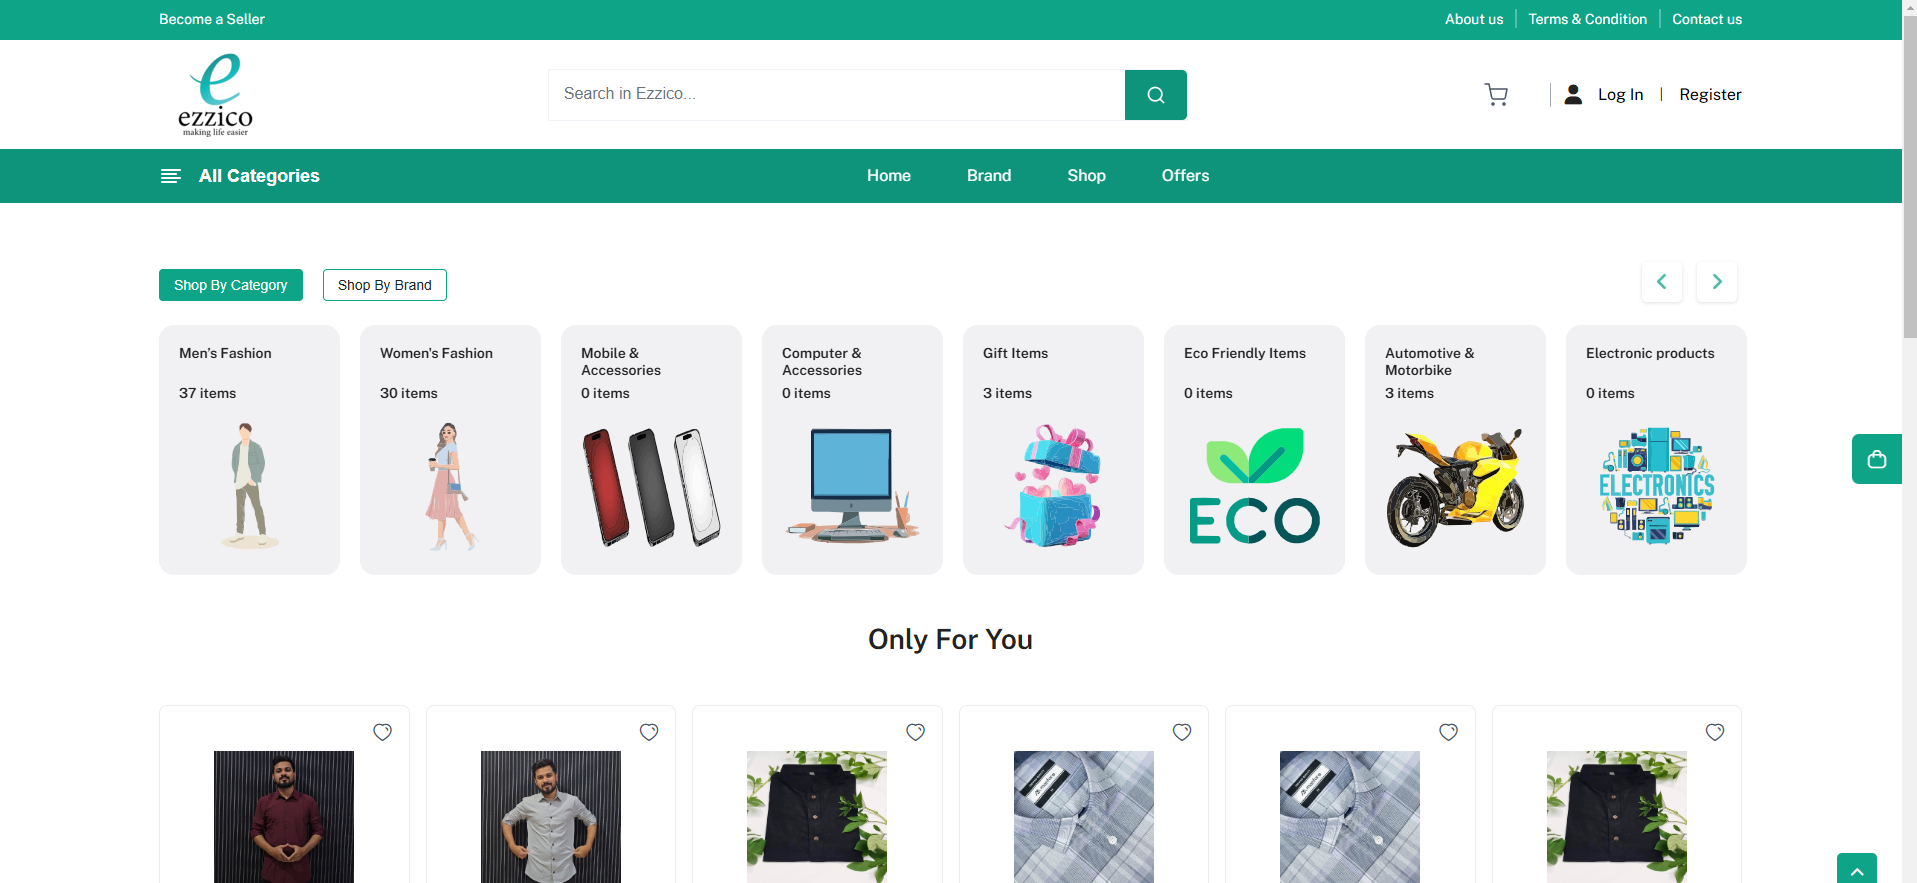 Become a Seller
About us
Terms & Condition
Contact us
e
ezzico
making life easier
Search in Ezzico...
Log In | Register
All Categories
Home
Brand
Shop
Offers
Shop By Category
Shop By Brand
Men's Fashion
37 items
Women's Fashion
30 items
Mobile &
Accessories
0 items
Computer &
Accessories
0 items
Gift Items
3 items
Eco Friendly Items
0 items
ECO
Automotive &
Motorbike
3 items
Electronic products
0 items
ELECTRONICS
Only For You